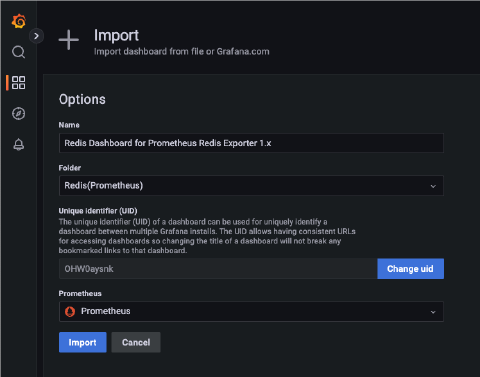 Import
Import dashboard from file or Grafana.com
Options
Name
Redis Dashboard for Prometheus Redis Exporter 1.x
Folder
Redis(Prometheus)
Unique identifier (UID)
The unique identifier (UID) of a dashboard can be used for uniquely identify a
dashboard between multiple Grafana installs. The UID allows having consistent URLs
for accessing dashboards so changing the title of a dashboard will not break any
bookmarked links to that dashboard.
OHW0aysnk
Change uid
Prometheus
Prometheus
Import
Cancel